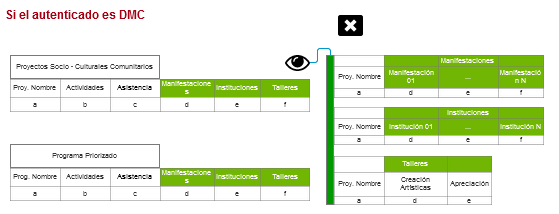 Si el autenticado es DMC
Proyectos Socio - Culturales Comunitarios
Proy. Nombre Actividades Asistencia Manifestaciones Instituciones Talleres
a b c d e f
Programa Priorizado
Prog. Nombre Actividades Asistencia Manifestaciones Instituciones Talleres
a b c d e f
Manifestaciones
Proy. Nombre Manifestación 01 ... Manifestación N
a d e f
Instituciones
Proy. Nombre Institución 01 ... Institución N
a d e f
Talleres
Proy. Nombre Creación Artísticas Apreciación
a d e